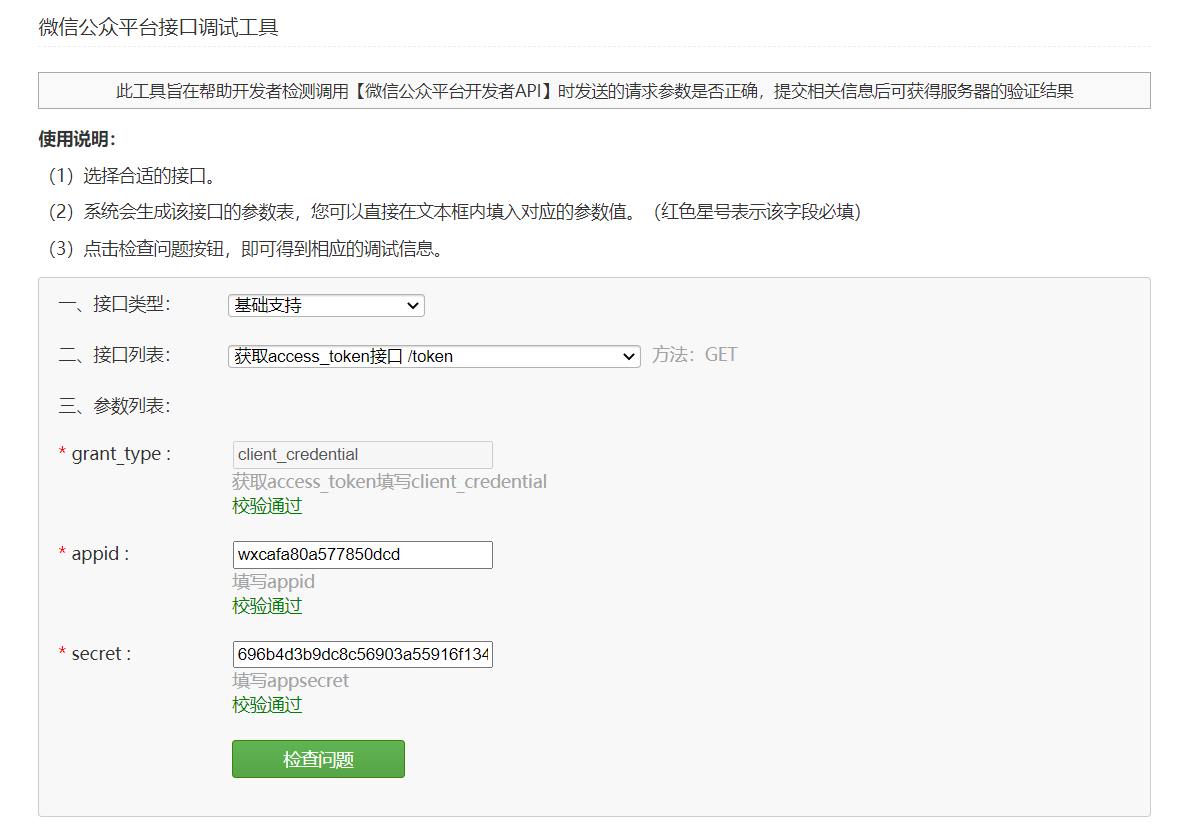 微信公众平台接口调试工具
此工具旨在帮助开发者检测调用【微信公众平台开发者API】时发送的请求参数是否正确，提交相关信息后可获得服务器的验证结果
使用说明：
（1）选择合适的接口。
（2）系统会生成该接口的参数表，您可以直接在文本框内填入对应的参数值。（红色星号表示该字段必填）
（3）点击检查问题按钮，即可得到相应的调试信息。
一、接口类型： 基础支持
二、接口列表： 获取access_token接口 /token 方法：GET
三、参数列表：
* grant_type : client_credential
获取access_token填写client_credential
校验通过
* appid : wxcafa80a577850dcd
填写appid
校验通过
* secret : 696b4d3b9dc8c56903a55916f134
填写appsecret
校验通过
检查问题